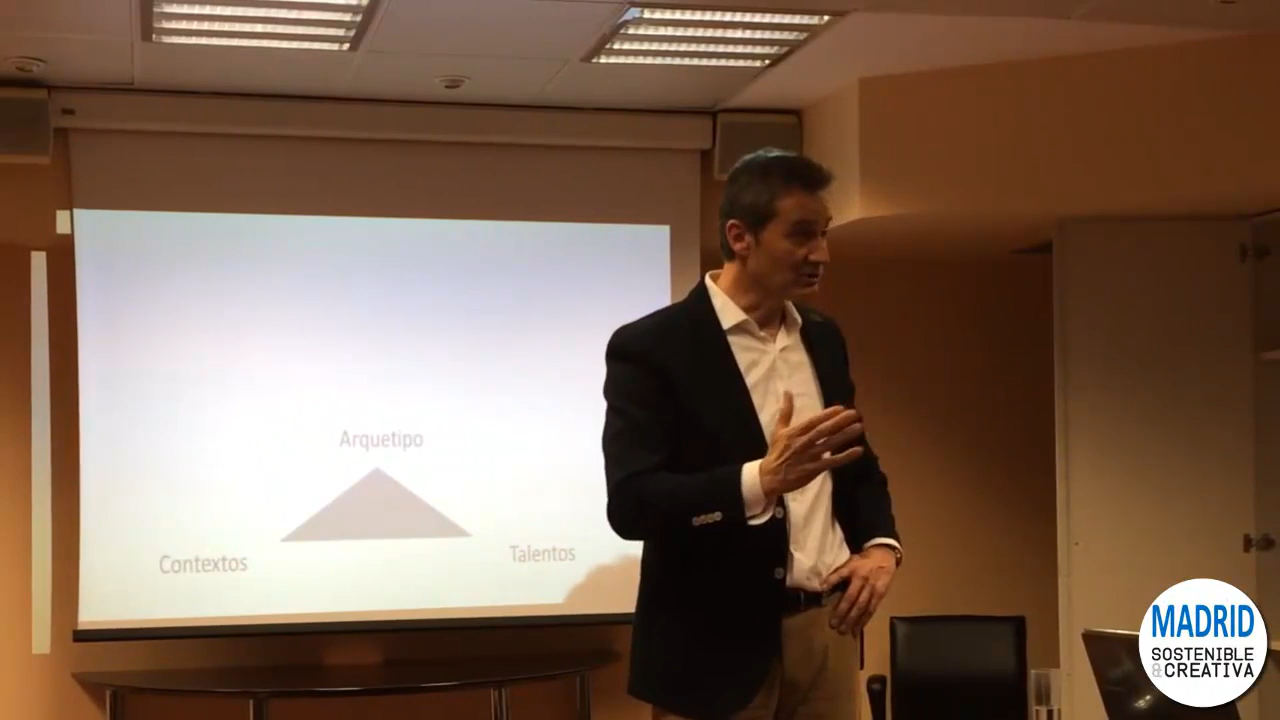 Arquetipo
Contextos
Talentos
MADRID
SOSTENIBLE
&CREATIVA